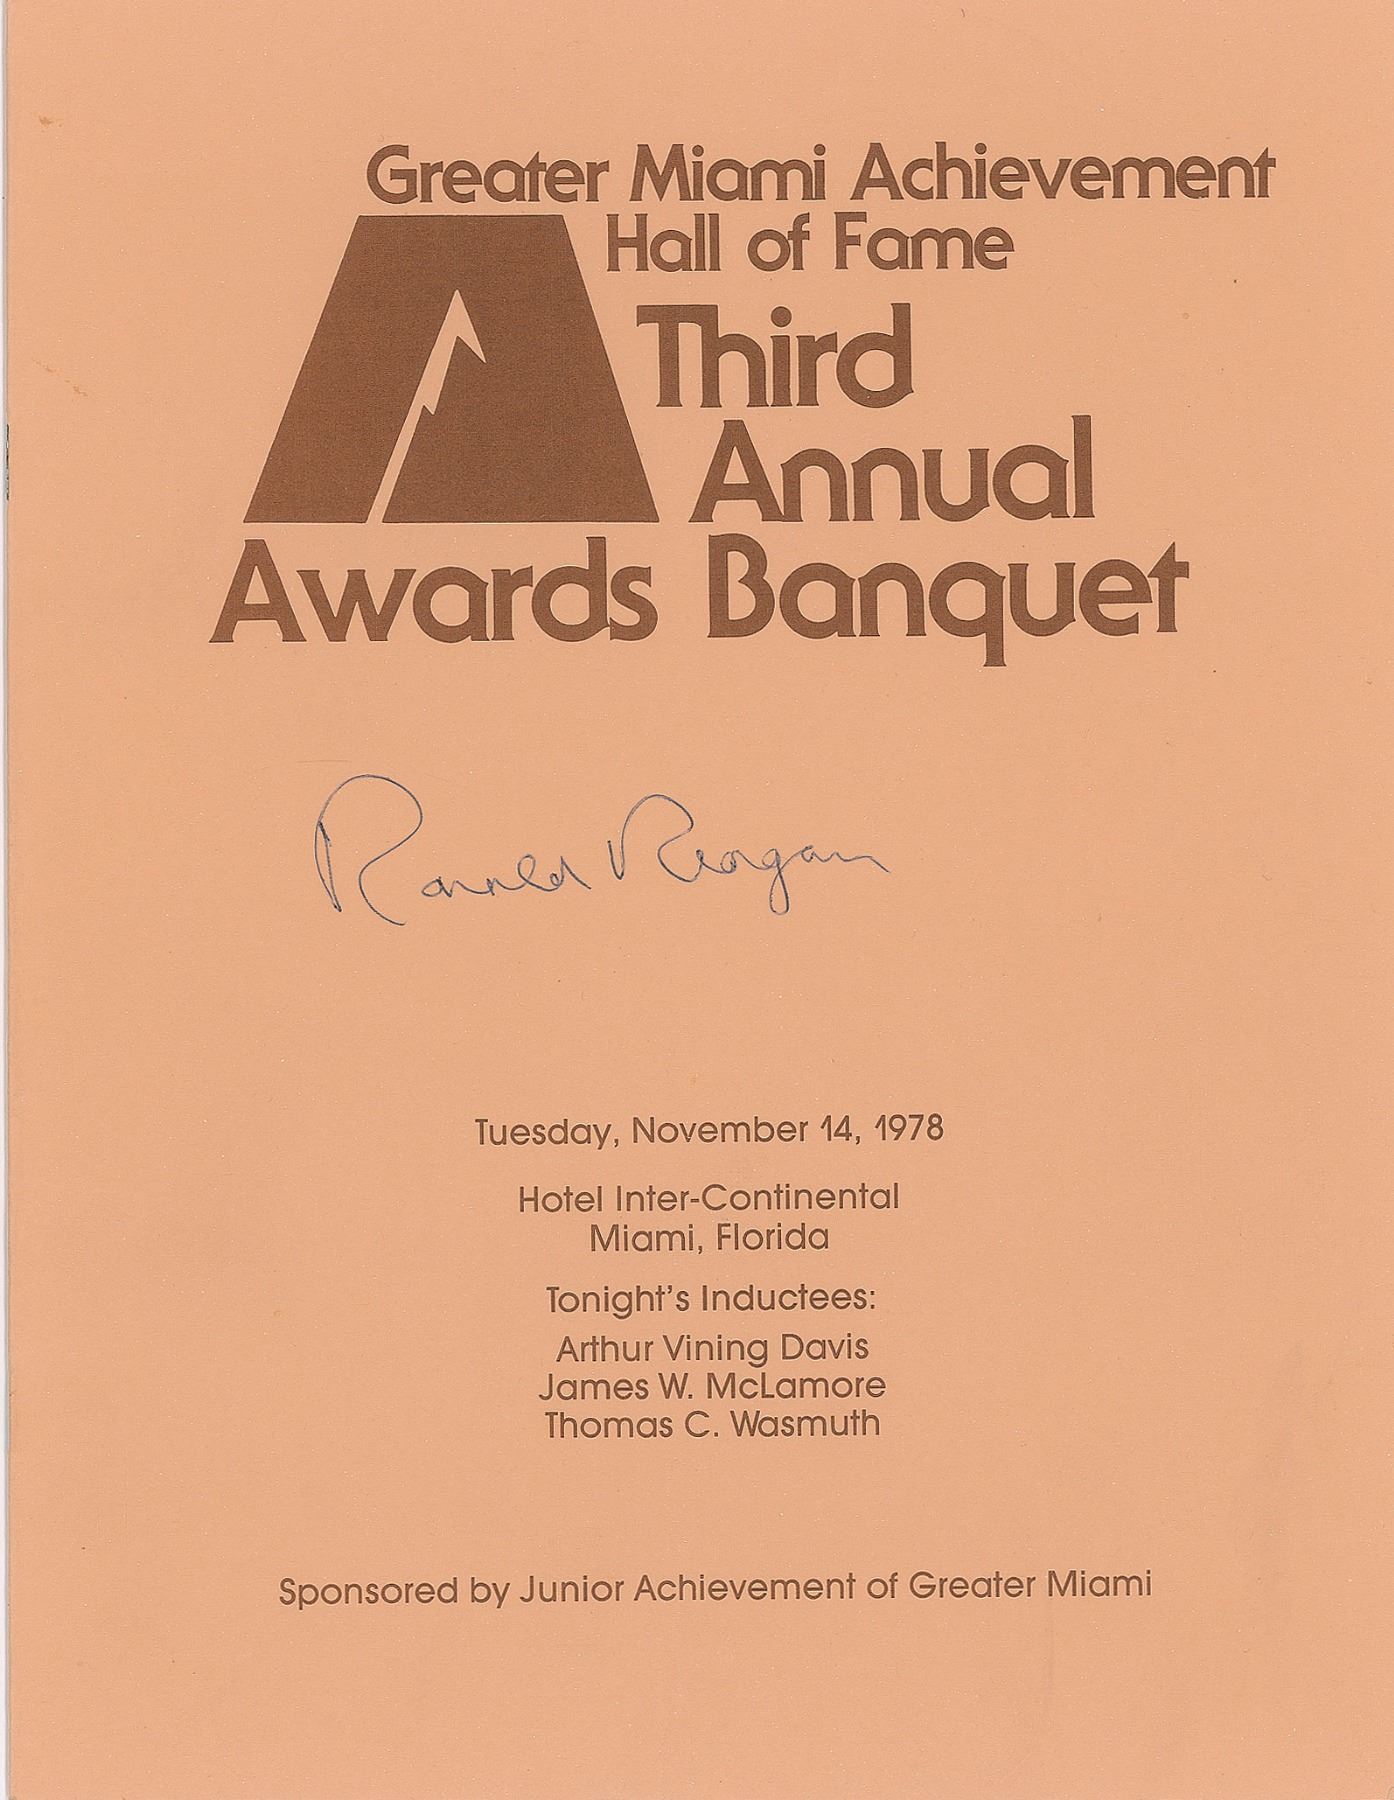 Greater Miami Achievement
Hall of Fame
Third
Annual
Awards Banquet
Ronald Reagan
Tuesday, November 14, 1978
Hotel Inter-Continental
Miami, Florida
Tonight's Inductees:
Arthur Vining Davis
James W. McLamore
Thomas C. Wasmuth
Sponsored by Junior Achievement of Greater Miami